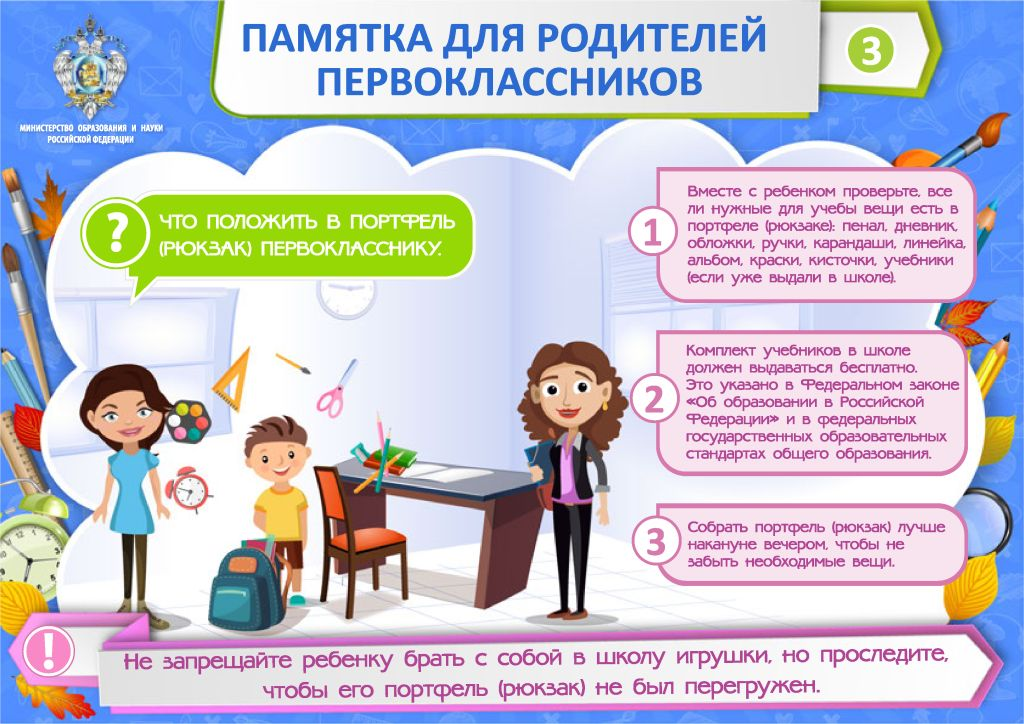 ПАМЯТКА ДЛЯ РОДИТЕЛЕЙ
ПЕРВОКЛАССНИКОВ
3
МИНИСТЕРСТВО ОБРАЗОВАНИЯ И НАУКИ
РОССИЙСКОЙ ФЕДЕРАЦИИ
?
ЧТО ПОЛОЖИТЬ В ПОРТФЕЛЬ
(РЮКЗАК) ПЕРВОКЛАССНИКУ.
1
Вместе с ребенком проверьте, все
ли нужные для учебы вещи есть в
портфеле (рюкзаке): пенал, дневник,
обложки, ручки, карандаши, линейка,
альбом, краски, кисточки, учебники
(если уже выдали в школе).
2
Комплект учебников в школе
должен выдаваться бесплатно.
Это указано в Федеральном законе
«Об образовании в Российской
Федерации» и в федеральных
государственных образовательных
стандартах общего образования.
3
Собрать портфель (рюкзак) лучше
накануне вечером, чтобы не
забыть необходимые вещи.
!
Не запрещайте ребенку брать с собой в школу игрушки, но проследите,
чтобы его портфель (рюкзак) не был перегружен.